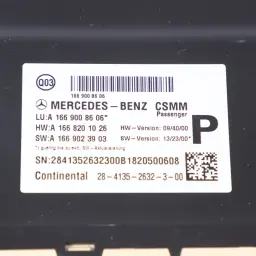 Q03
166 900 86 06
MERCEDES-BENZ CSMM
Passenger
LU:A 166 900 86 06*
HW:A 166 820 10 26 HW-Version: 09/40/00
SW:A 166 902 39 03 SW-Version: 13/23/00*
P
SN:2841352632300B1820500608
Continental 28-4135-2632-3-00